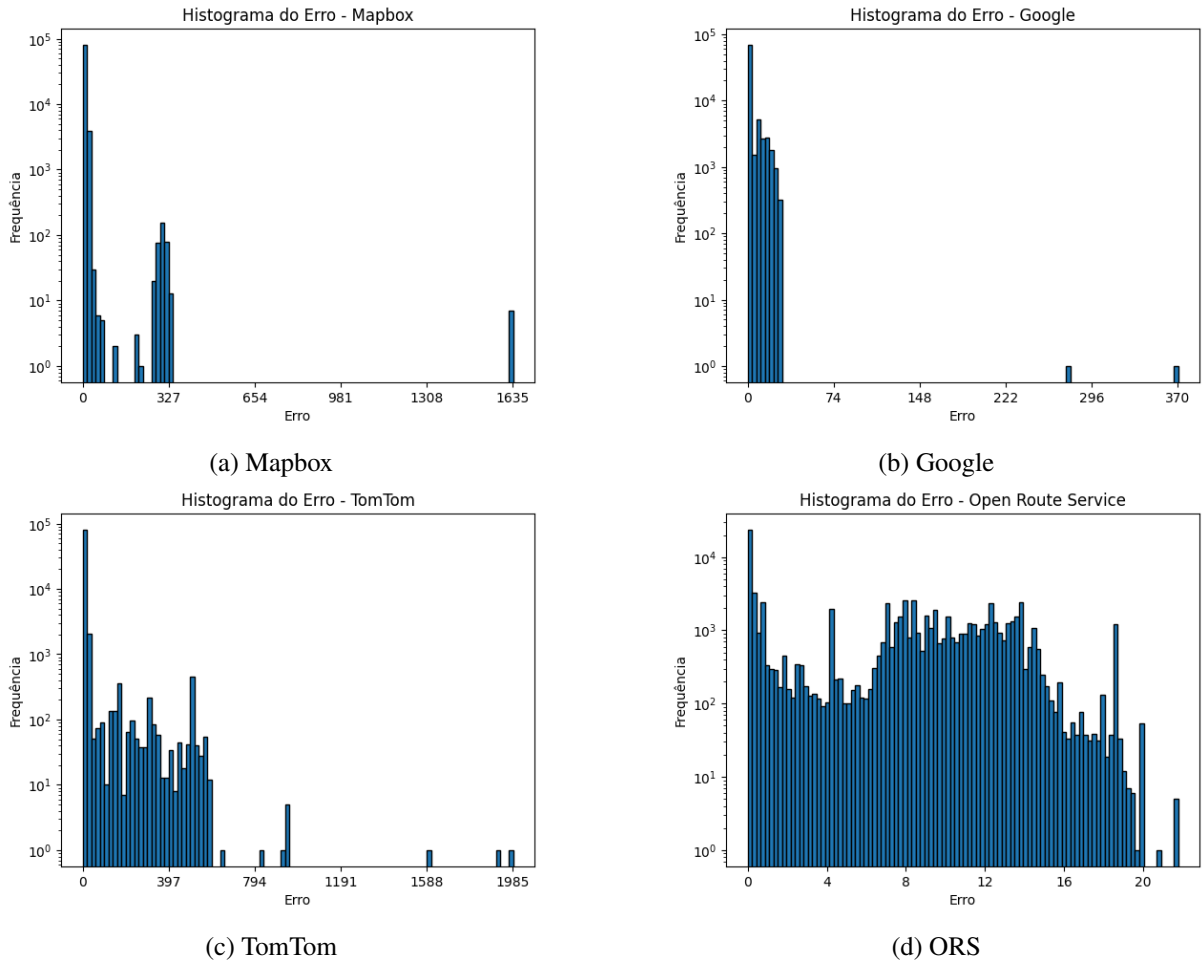 Histograma do Erro - Mapbox
Frequência
10^5
10^4
10^3
10^2
10^1
10^0
0 327 654 981 1308 1635
Erro
(a) Mapbox
Histograma do Erro - Google
Frequência
10^5
10^4
10^3
10^2
10^1
10^0
0 74 148 222 296 370
Erro
(b) Google
Histograma do Erro - TomTom
Frequência
10^5
10^4
10^3
10^2
10^1
10^0
0 397 794 1191 1588 1985
Erro
(c) TomTom
Histograma do Erro - Open Route Service
Frequência
10^4
10^3
10^2
10^1
10^0
0 4 8 12 16 20
Erro
(d) ORS